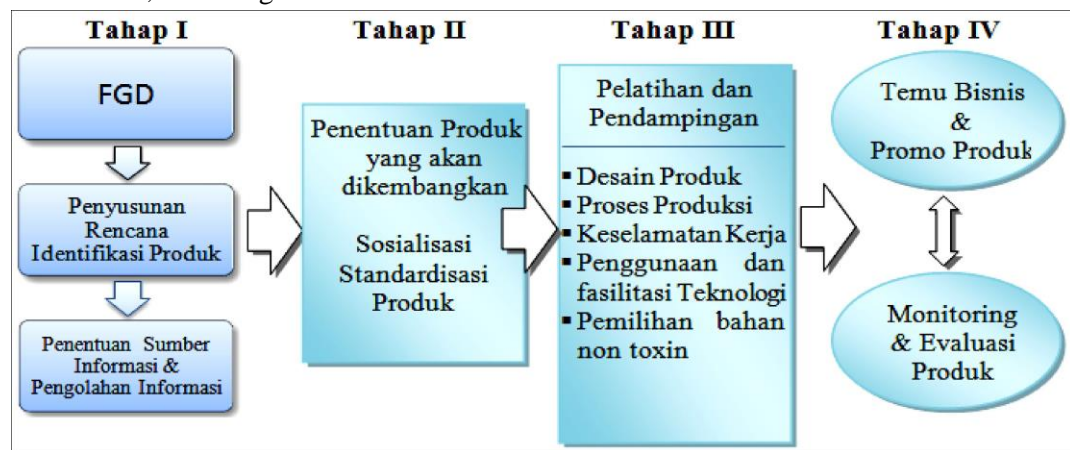 Tahap I
Tahap II
Tahap III
Tahap IV
FGD
Penyusunan
Rencana
Identifikasi Produk
Penentuan Sumber
Informasi &
Pengolahan Informasi
Penentuan Produk
yang akan
dikembangkan
Sosialisasi
Standardisasi
Produk
Pelatihan dan
Pendampingan
▪ Desain Produk
▪ Proses Produksi
▪ Keselamatan Kerja
▪ Penggunaan dan
fasilitasi Teknologi
▪ Pemilihan bahan
non toxin
Temu Bisnis
&
Promo Produk
Monitoring
& Evaluasi
Produk